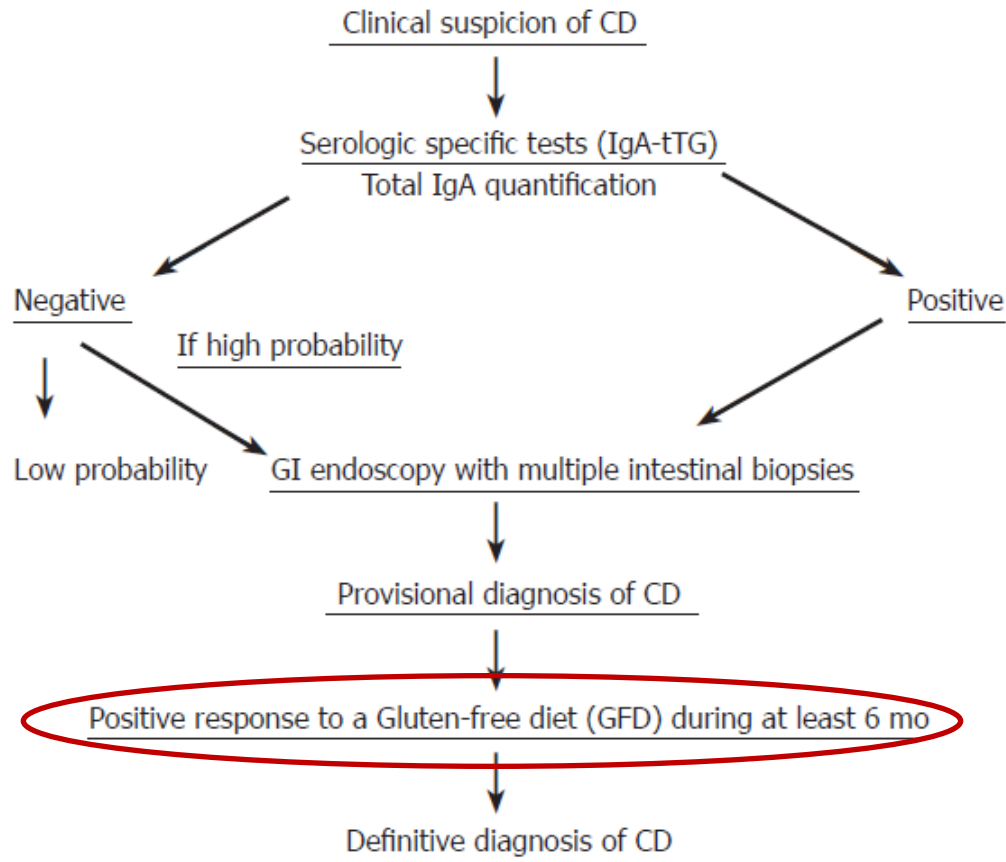 Clinical suspicion of CD
Serologic specific tests (IgA-tTG)
Total IgA quantification
Negative
Positive
If high probability
Low probability
GI endoscopy with multiple intestinal biopsies
Provisional diagnosis of CD
Positive response to a Gluten-free diet (GFD) during at least 6 mo
Definitive diagnosis of CD